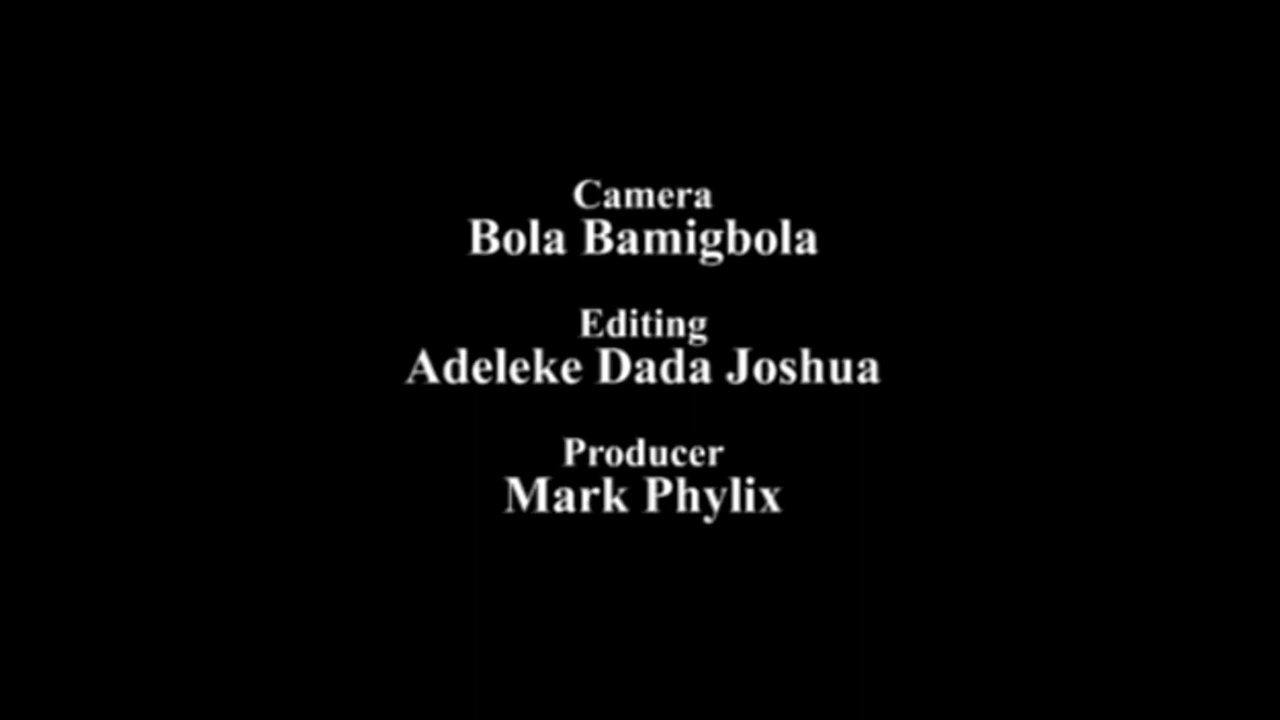 Camera
Bola Bamigbola
Editing
Adeleke Dada Joshua
Producer
Mark Phylix